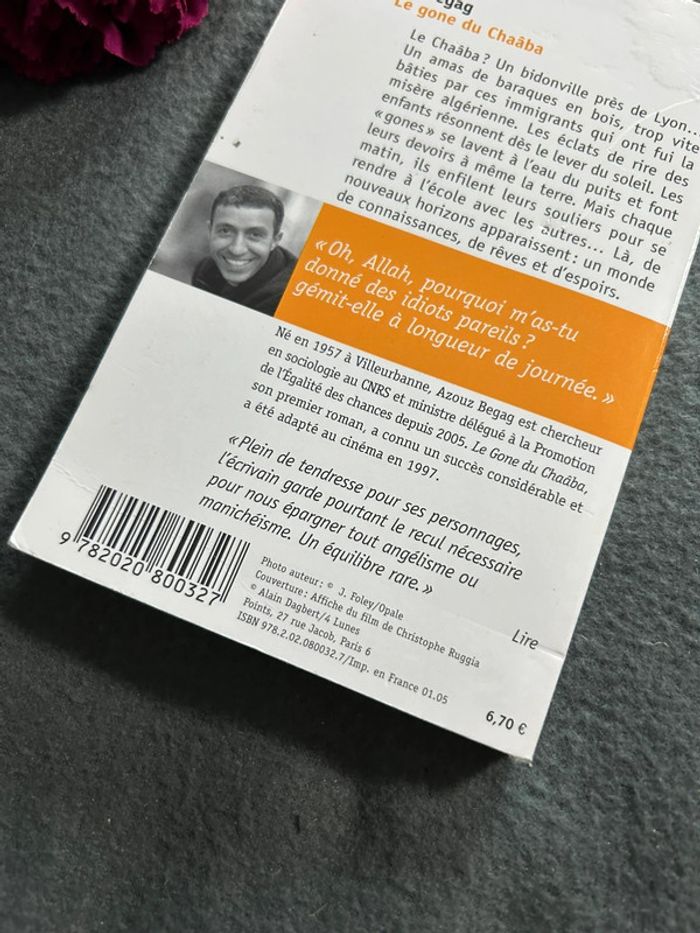 egag
Le gone du Chaâba
Le Chaâba ? Un bidonville près de Lyon...
Un amas de baraques en bois, trop vite
bâties par ces immigrants qui ont fui la
misère algérienne. Les éclats de rire des
enfants résonnent dès le lever du soleil. Les
« gones » se lavent à l'eau du puits et font
leurs devoirs à même la terre. Mais chaque
matin, ils enfilent leurs souliers pour se
rendre à l'école avec les autres... Là, de
nouveaux horizons apparaissent : un monde
de connaissances, de rêves et d'espoirs.
« Oh, Allah, pourquoi m'as-tu
donné des idiots pareils ?
gémit-elle à longueur de journée. »
Né en 1957 à Villeurbanne, Azouz Begag est chercheur
en sociologie au CNRS et ministre délégué à la Promotion
de l'Égalité des chances depuis 2005. Le Gone du Chaâba,
son premier roman, a connu un succès considérable et
a été adapté au cinéma en 1997.
« Plein de tendresse pour ses personnages,
l'écrivain garde pourtant le recul nécessaire
pour nous épargner tout angélisme ou
manichéisme. Un équilibre rare. »
Lire
9 782020 800327
Photo auteur : © J. Foley/Opale
Couverture : Affiche du film de Christophe Ruggia
© Alain Dagbert/4 Lunes
Points, 27 rue Jacob, Paris 6
ISBN 978.2.02.080032.7/Imp. en France 01.05
6,70 €